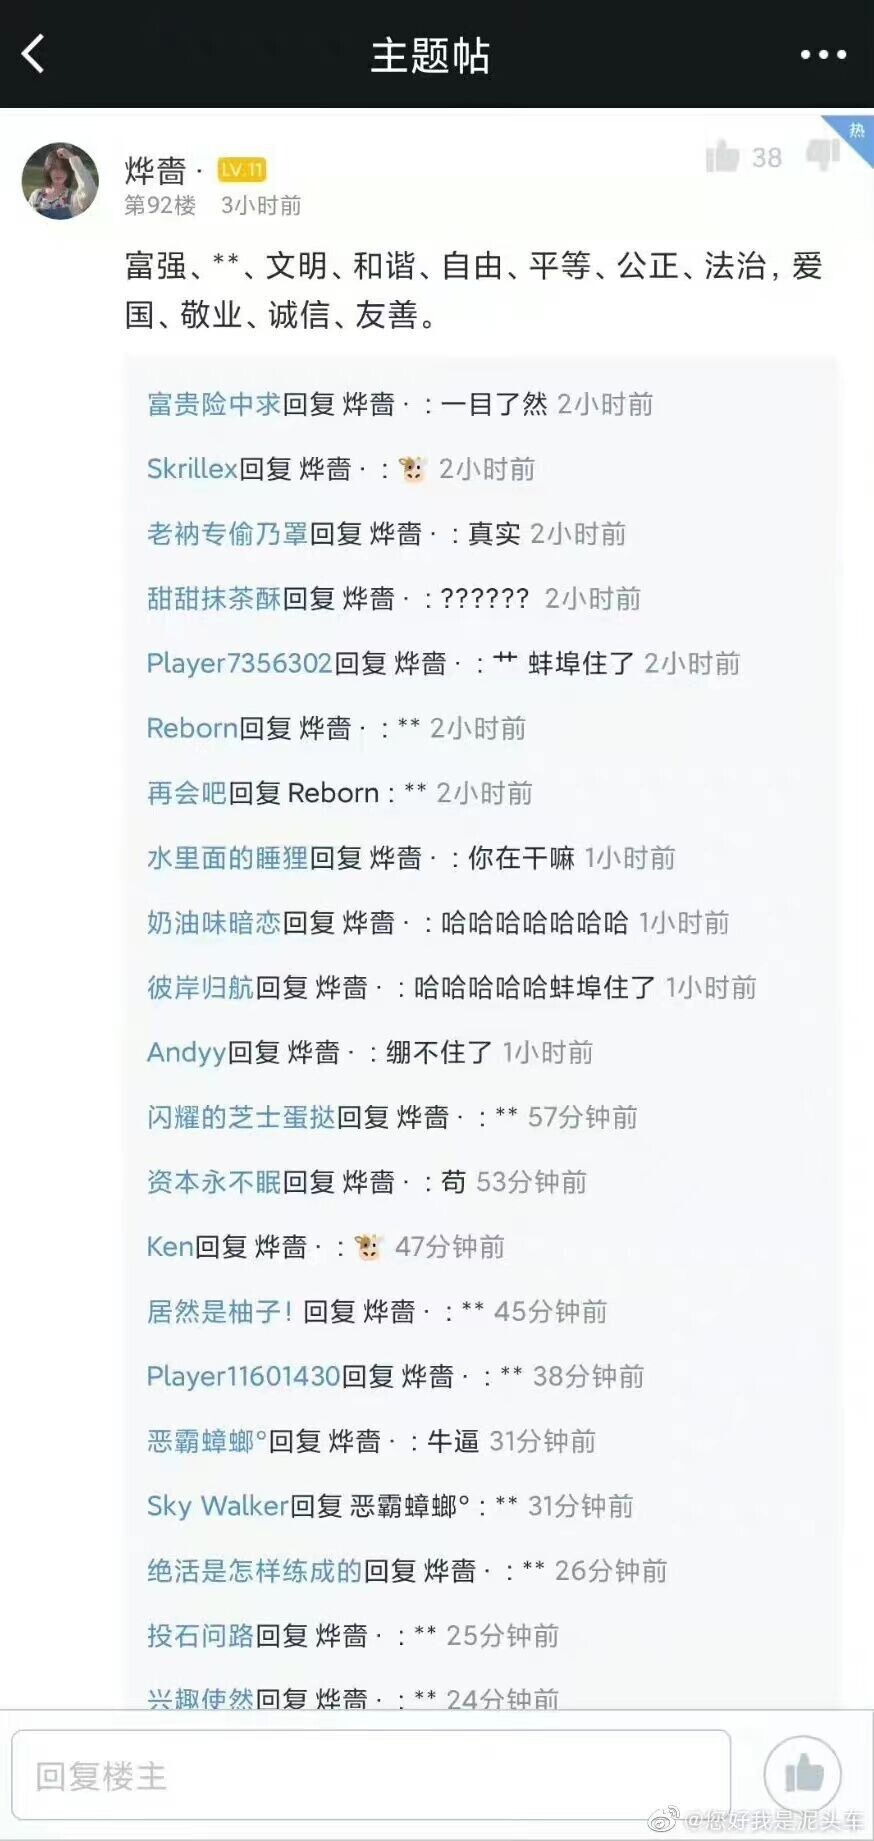 主题帖
热
烨啬· LV.11
38
第92楼 3小时前
富强、**、文明、和谐、自由、平等、公正、法治，爱
国、敬业、诚信、友善。
富贵险中求回复 烨啬· : 一目了然 2小时前
Skrillex回复 烨啬· : 🐮 2小时前
老衲专偷乃罩回复 烨啬· : 真实 2小时前
甜甜抹茶酥回复 烨啬· : ?????? 2小时前
Player7356302回复 烨啬· : 艹 蚌埠住了 2小时前
Reborn回复 烨啬· : ** 2小时前
再会吧回复 Reborn : ** 2小时前
水里面的睡狸回复 烨啬· : 你在干嘛 1小时前
奶油味暗恋回复 烨啬· : 哈哈哈哈哈哈哈 1小时前
彼岸归航回复 烨啬· : 哈哈哈哈哈蚌埠住了 1小时前
Andyy回复 烨啬· : 绷不住了 1小时前
闪耀的芝士蛋挞回复 烨啬· : ** 57分钟前
资本永不眠回复 烨啬· : 苟 53分钟前
Ken回复 烨啬· : 🐮 47分钟前
居然是柚子！回复 烨啬· : ** 45分钟前
Player11601430回复 烨啬· : ** 38分钟前
恶霸蟑螂°回复 烨啬· : 牛逼 31分钟前
Sky Walker回复 恶霸蟑螂° : ** 31分钟前
绝活是怎样练成的回复 烨啬· : ** 26分钟前
投石问路回复 烨啬· : ** 25分钟前
兴趣使然回复 烨啬· : ** 24分钟前
回复楼主
@您好我是泥头车